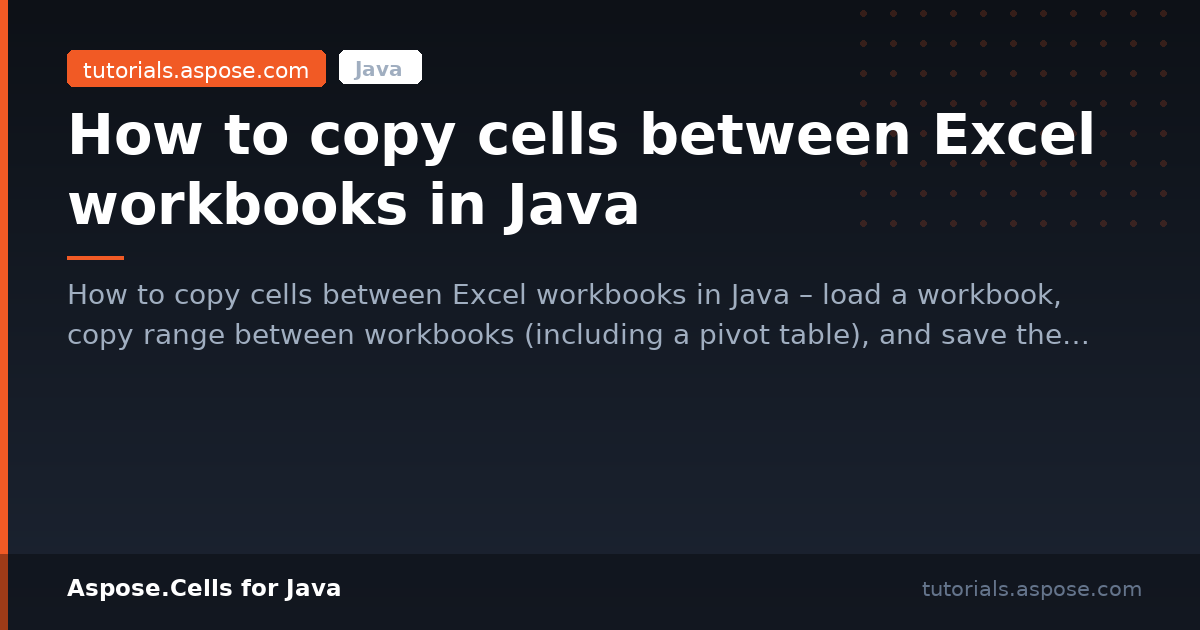 tutorials.aspose.com
Java
How to copy cells between Excel
workbooks in Java
How to copy cells between Excel workbooks in Java – load a workbook,
copy range between workbooks (including a pivot table), and save the…
Aspose.Cells for Java
tutorials.aspose.com